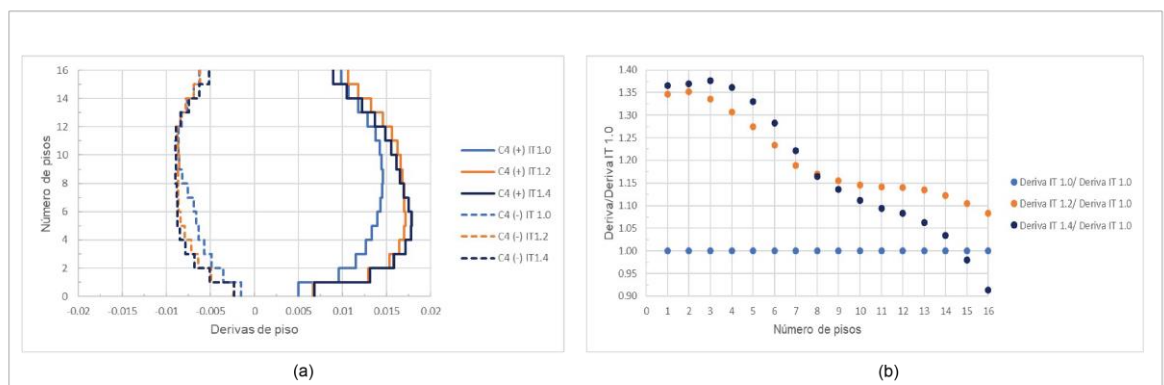 16
14
12
10
8
6
4
2
0
-0.02
-0.015
-0.01
-0.005
0
0.005
0.01
0.015
0.02
Número de pisos
Derivas de piso
C4 (+) IT1.0
C4 (+) IT1.2
C4 (+) IT1.4
C4 (-) IT 1.0
C4 (-) IT1.2
C4 (-) IT1.4
(a)
1.40
1.35
1.30
1.25
1.20
1.15
1.10
1.05
1.00
0.95
0.90
0 1 2 3 4 5 6 7 8 9 10 11 12 13 14 15 16
Deriva/Deriva IT 1.0
Número de pisos
Deriva IT 1.0/ Deriva IT 1.0
Deriva IT 1.2/ Deriva IT 1.0
Deriva IT 1.4/ Deriva IT 1.0
(b)